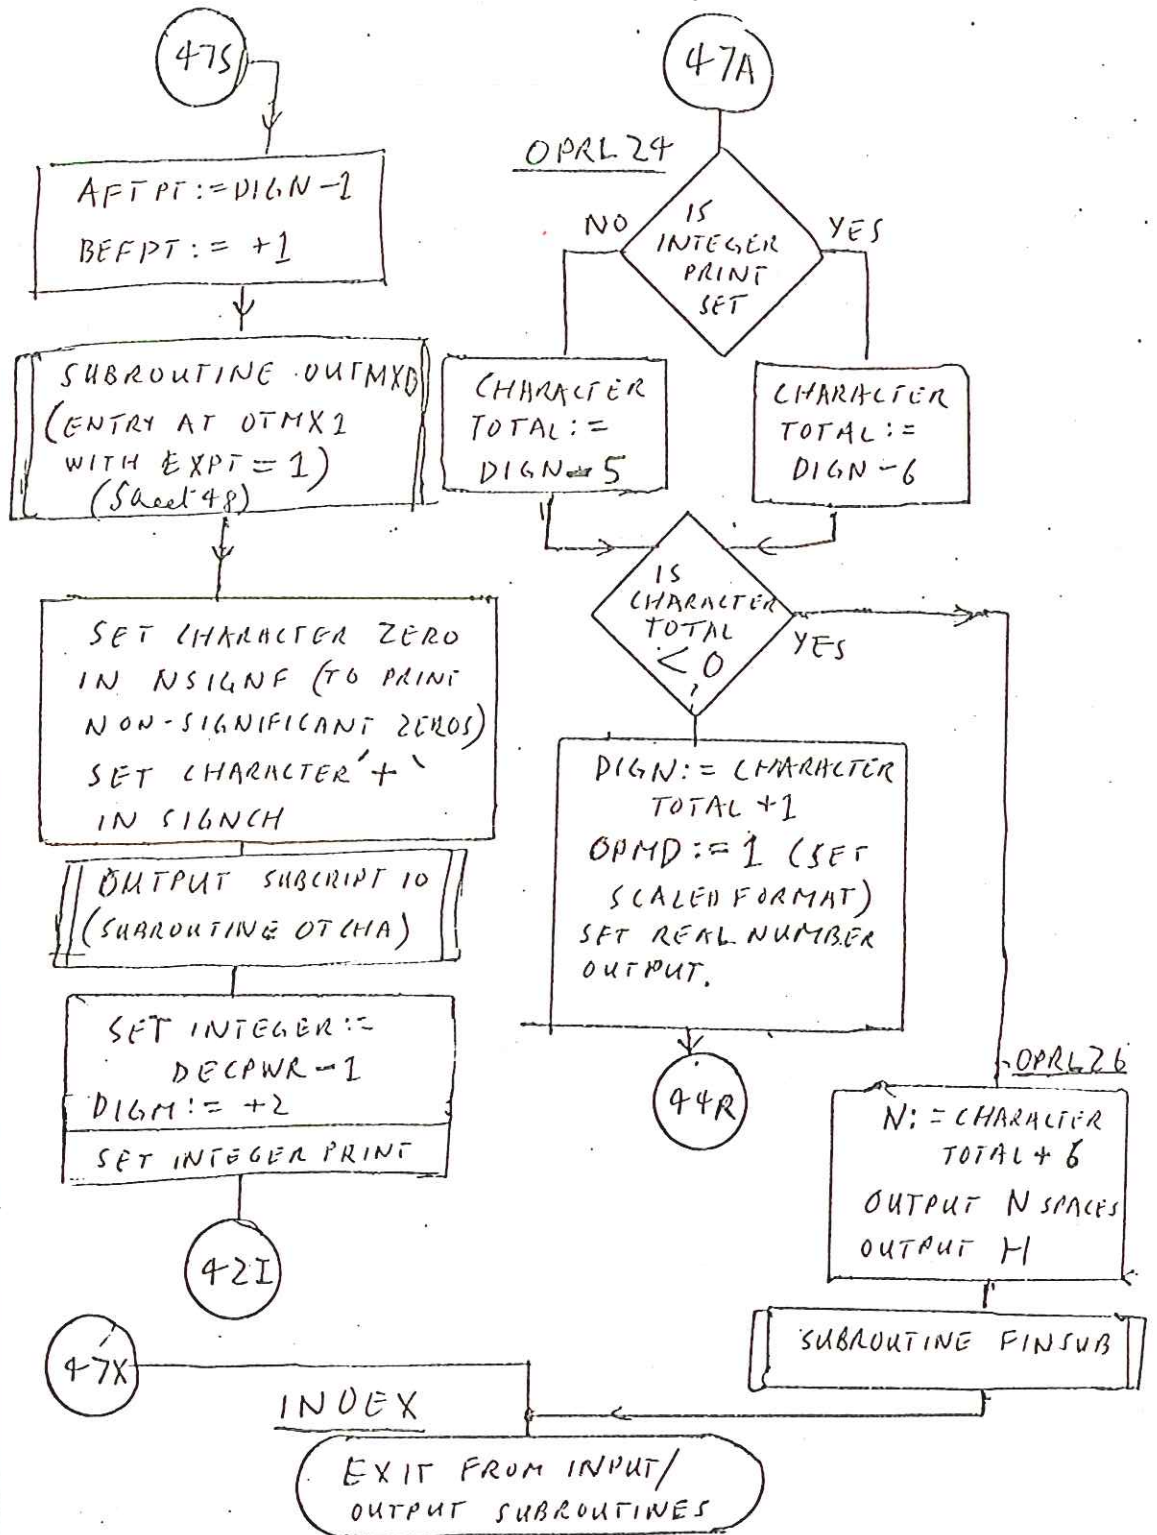 47S
AFTPT:=DIGN-1
BEFPT:= +1
SUBROUTINE OUTMXD
(ENTRY AT OTMX1
WITH EXPT=1)
(Sheet 48)
SET CHARACTER ZERO
IN NSIGNF (TO PRINT
NON-SIGNIFICANT ZEROS)
SET CHARACTER '+'
IN SIGNCH
OUTPUT SUBCRIPT 10
(SUBROUTINE OTCHA)
SET INTEGER:=
DECPWR-1
DIGM:= +2
SET INTEGER PRINT
42I
47A
OPRL24
IS
INTEGER
PRINT
SET
NO
YES
CHARACTER
TOTAL:=
DIGN-5
CHARACTER
TOTAL:=
DIGN-6
IS
CHARACTER
TOTAL
<0
YES
DIGN:= CHARACTER
TOTAL +1
OPMD:=1 (SET
SCALED FORMAT)
SET REAL NUMBER
OUTPUT.
44R
OPRL26
N:=CHARACTER
TOTAL+6
OUTPUT N SPACES
OUTPUT H
SUBROUTINE FINSUB
47X
INDEX
EXIT FROM INPUT/
OUTPUT SUBROUTINES